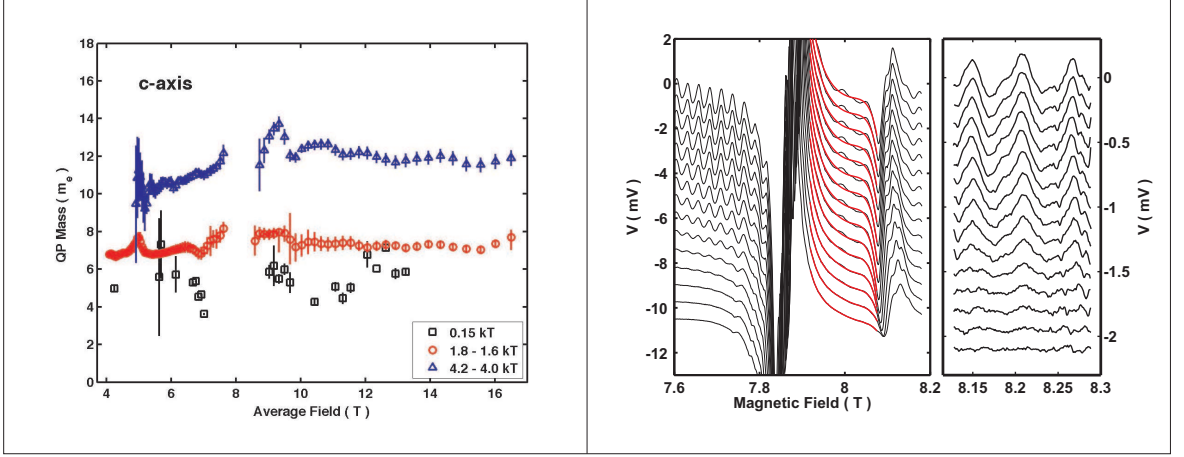 18
16
14
12
10
8
6
4
2
0
QP Mass ( mₑ )
c-axis
0.15 kT
1.8 - 1.6 kT
4.2 - 4.0 kT
4 6 8 10 12 14 16
Average Field ( T )
2
0
-2
-4
-6
-8
-10
-12
V ( mV )
7.6 7.8 8 8.2
Magnetic Field ( T )
0
-0.5
-1
-1.5
-2
V ( mV )
8.15 8.2 8.25 8.3